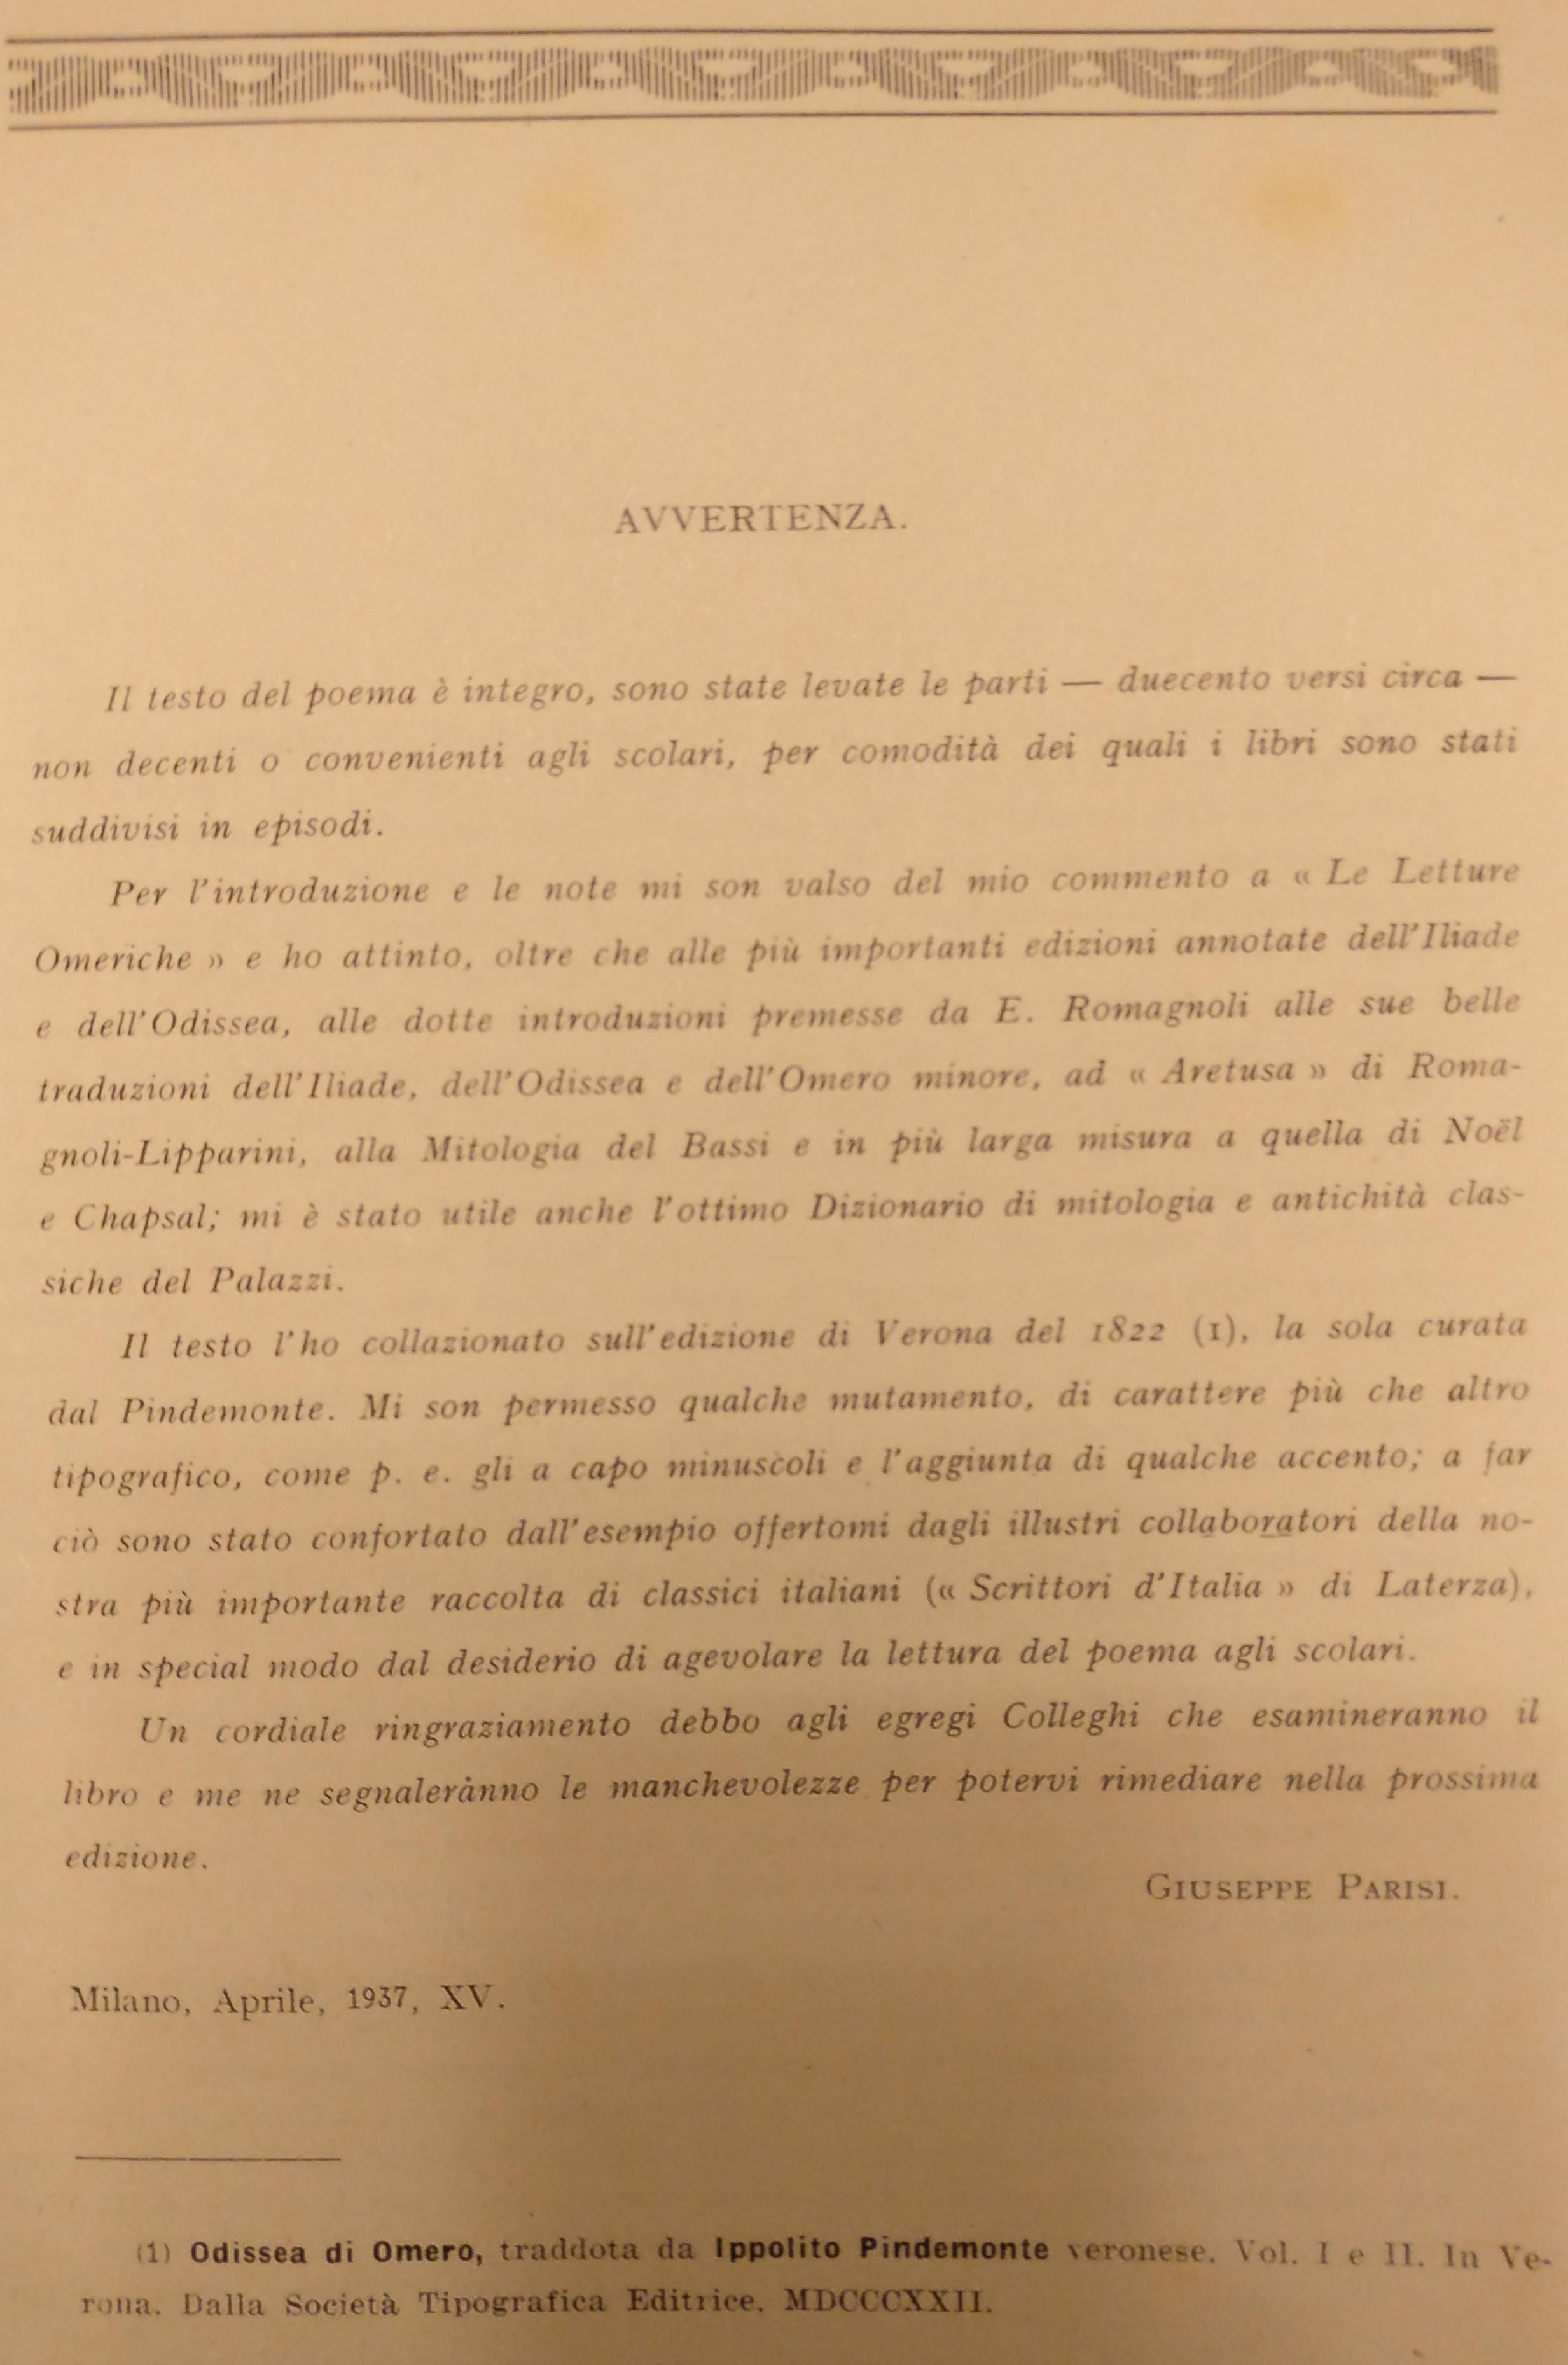 AVVERTENZA.
Il testo del poema è integro, sono state levate le parti — duecento versi circa —
non decenti o convenienti agli scolari, per comodità dei quali i libri sono stati
suddivisi in episodi.
Per l'introduzione e le note mi son valso del mio commento a « Le Letture
Omeriche » e ho attinto, oltre che alle più importanti edizioni annotate dell'Iliade
e dell'Odissea, alle dotte introduzioni premesse da E. Romagnoli alle sue belle
traduzioni dell'Iliade, dell'Odissea e dell'Omero minore, ad « Aretusa » di Roma-
gnoli-Lipparini, alla Mitologia del Bassi e in più larga misura a quella di Noël
e Chapsal; mi è stato utile anche l'ottimo Dizionario di mitologia e antichità clas-
siche del Palazzi.
Il testo l'ho collazionato sull'edizione di Verona del 1822 (1), la sola curata
dal Pindemonte. Mi son permesso qualche mutamento, di carattere più che altro
tipografico, come p. e. gli a capo minuscoli e l'aggiunta di qualche accento; a far
ciò sono stato confortato dall'esempio offertomi dagli illustri collaboratori della no-
stra più importante raccolta di classici italiani (« Scrittori d'Italia » di Laterza),
e in special modo dal desiderio di agevolare la lettura del poema agli scolari.
Un cordiale ringraziamento debbo agli egregi Colleghi che esamineranno il
libro e me ne segnaleranno le manchevolezze per potervi rimediare nella prossima
edizione.
GIUSEPPE PARISI.
Milano, Aprile, 1937, XV.
(1) Odissea di Omero, traddota da Ippolito Pindemonte veronese. Vol. I e II. In Ve-
rona. Dalla Società Tipografica Editrice. MDCCCXXII.